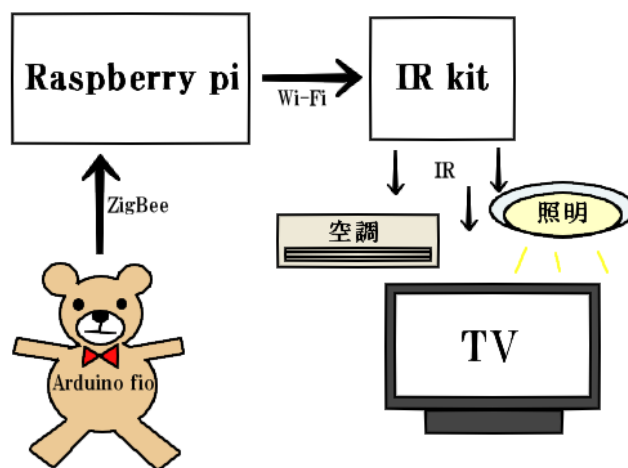 Raspberry pi
Wi-Fi
IR kit
ZigBee
IR
空調
照明
Arduino fio
TV